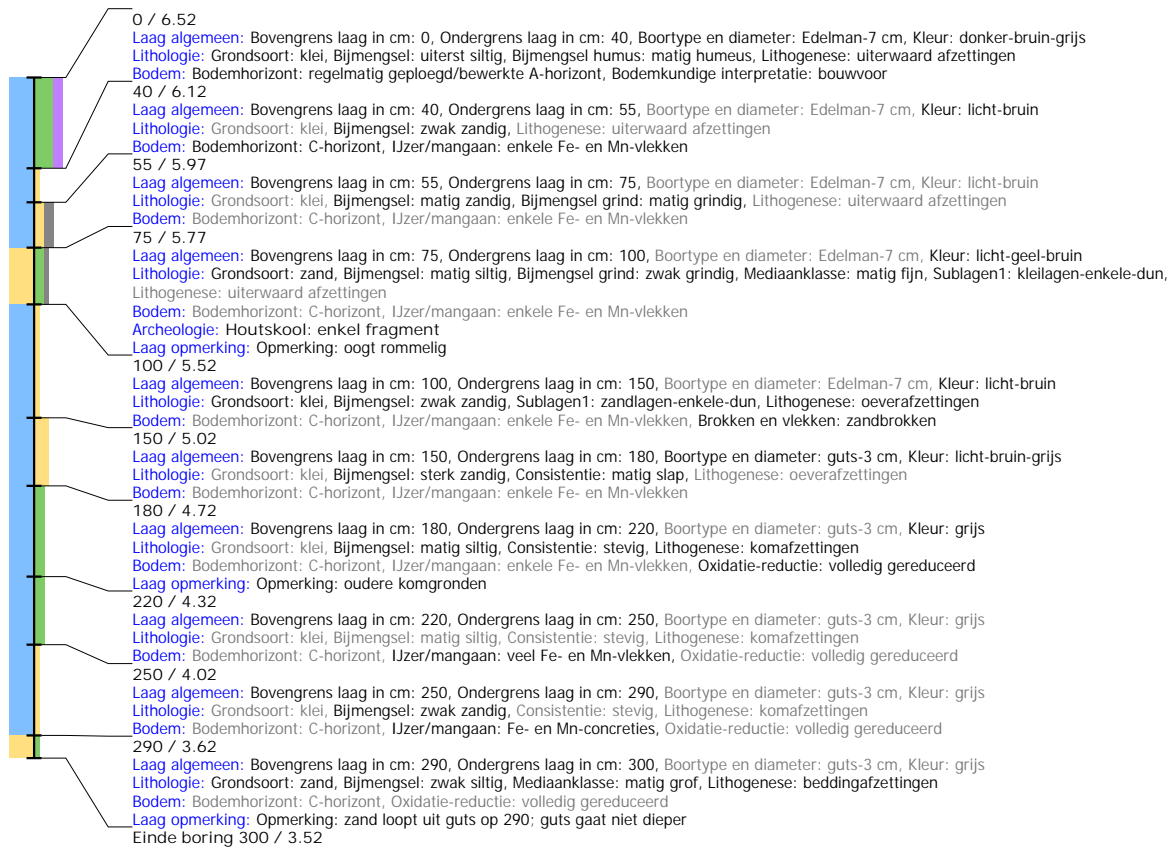 0 / 6.52
Laag algemeen: Bovengrens laag in cm: 0, Ondergrens laag in cm: 40, Boortype en diameter: Edelman-7 cm, Kleur: donker-bruin-grijs
Lithologie: Grondsoort: klei, Bijmengsel: uiterst siltig, Bijmengsel humus: matig humeus, Lithogenese: uiterwaard afzettingen
Bodem: Bodemhorizont: regelmatig geploegd/bewerkte A-horizont, Bodemkundige interpretatie: bouwvoor
40 / 6.12
Laag algemeen: Bovengrens laag in cm: 40, Ondergrens laag in cm: 55, Boortype en diameter: Edelman-7 cm, Kleur: licht-bruin
Lithologie: Grondsoort: klei, Bijmengsel: zwak zandig, Lithogenese: uiterwaard afzettingen
Bodem: Bodemhorizont: C-horizont, IJzer/mangaan: enkele Fe- en Mn-vlekken
55 / 5.97
Laag algemeen: Bovengrens laag in cm: 55, Ondergrens laag in cm: 75, Boortype en diameter: Edelman-7 cm, Kleur: licht-bruin
Lithologie: Grondsoort: klei, Bijmengsel: matig zandig, Bijmengsel grind: matig grindig, Lithogenese: uiterwaard afzettingen
Bodem: Bodemhorizont: C-horizont, IJzer/mangaan: enkele Fe- en Mn-vlekken
75 / 5.77
Laag algemeen: Bovengrens laag in cm: 75, Ondergrens laag in cm: 100, Boortype en diameter: Edelman-7 cm, Kleur: licht-geel-bruin
Lithologie: Grondsoort: zand, Bijmengsel: matig siltig, Bijmengsel grind: zwak grindig, Mediaanklasse: matig fijn, Sublagen1: kleilagen-enkele-dun,
Lithogenese: uiterwaard afzettingen
Bodem: Bodemhorizont: C-horizont, IJzer/mangaan: enkele Fe- en Mn-vlekken
Archeologie: Houtskool: enkel fragment
Laag opmerking: Opmerking: oogt rommelig
100 / 5.52
Laag algemeen: Bovengrens laag in cm: 100, Ondergrens laag in cm: 150, Boortype en diameter: Edelman-7 cm, Kleur: licht-bruin
Lithologie: Grondsoort: klei, Bijmengsel: zwak zandig, Sublagen1: zandlagen-enkele-dun, Lithogenese: oeverafzettingen
Bodem: Bodemhorizont: C-horizont, IJzer/mangaan: enkele Fe- en Mn-vlekken, Brokken en vlekken: zandbrokken
150 / 5.02
Laag algemeen: Bovengrens laag in cm: 150, Ondergrens laag in cm: 180, Boortype en diameter: guts-3 cm, Kleur: licht-bruin-grijs
Lithologie: Grondsoort: klei, Bijmengsel: sterk zandig, Consistentie: matig slap, Lithogenese: oeverafzettingen
Bodem: Bodemhorizont: C-horizont, IJzer/mangaan: enkele Fe- en Mn-vlekken
180 / 4.72
Laag algemeen: Bovengrens laag in cm: 180, Ondergrens laag in cm: 220, Boortype en diameter: guts-3 cm, Kleur: grijs
Lithologie: Grondsoort: klei, Bijmengsel: matig siltig, Consistentie: stevig, Lithogenese: komafzettingen
Bodem: Bodemhorizont: C-horizont, IJzer/mangaan: enkele Fe- en Mn-vlekken, Oxidatie-reductie: volledig gereduceerd
Laag opmerking: Opmerking: oudere komgronden
220 / 4.32
Laag algemeen: Bovengrens laag in cm: 220, Ondergrens laag in cm: 250, Boortype en diameter: guts-3 cm, Kleur: grijs
Lithologie: Grondsoort: klei, Bijmengsel: matig siltig, Consistentie: stevig, Lithogenese: komafzettingen
Bodem: Bodemhorizont: C-horizont, IJzer/mangaan: veel Fe- en Mn-vlekken, Oxidatie-reductie: volledig gereduceerd
250 / 4.02
Laag algemeen: Bovengrens laag in cm: 250, Ondergrens laag in cm: 290, Boortype en diameter: guts-3 cm, Kleur: grijs
Lithologie: Grondsoort: klei, Bijmengsel: zwak zandig, Consistentie: stevig, Lithogenese: komafzettingen
Bodem: Bodemhorizont: C-horizont, IJzer/mangaan: Fe- en Mn-concreties, Oxidatie-reductie: volledig gereduceerd
290 / 3.62
Laag algemeen: Bovengrens laag in cm: 290, Ondergrens laag in cm: 300, Boortype en diameter: guts-3 cm, Kleur: grijs
Lithologie: Grondsoort: zand, Bijmengsel: zwak siltig, Mediaanklasse: matig grof, Lithogenese: beddingafzettingen
Bodem: Bodemhorizont: C-horizont, Oxidatie-reductie: volledig gereduceerd
Laag opmerking: Opmerking: zand loopt uit guts op 290; guts gaat niet dieper
Einde boring 300 / 3.52